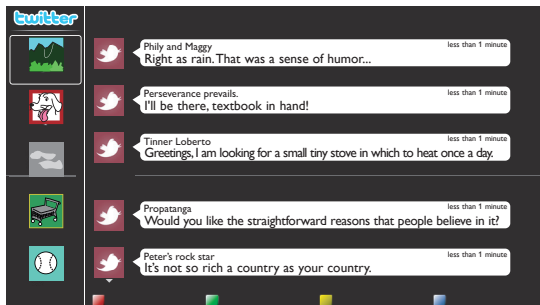 twitter
Phily and Maggy
less than 1 minute
Right as rain. That was a sense of humor...
Perseverance prevails.
less than 1 minute
I'll be there, textbook in hand!
Tinner Loberto
less than 1 minute
Greetings, I am looking for a small tiny stove in which to heat once a day.
Propatanga
less than 1 minute
Would you like the straightforward reasons that people believe in it?
Peter's rock star
less than 1 minute
It's not so rich a country as your country.